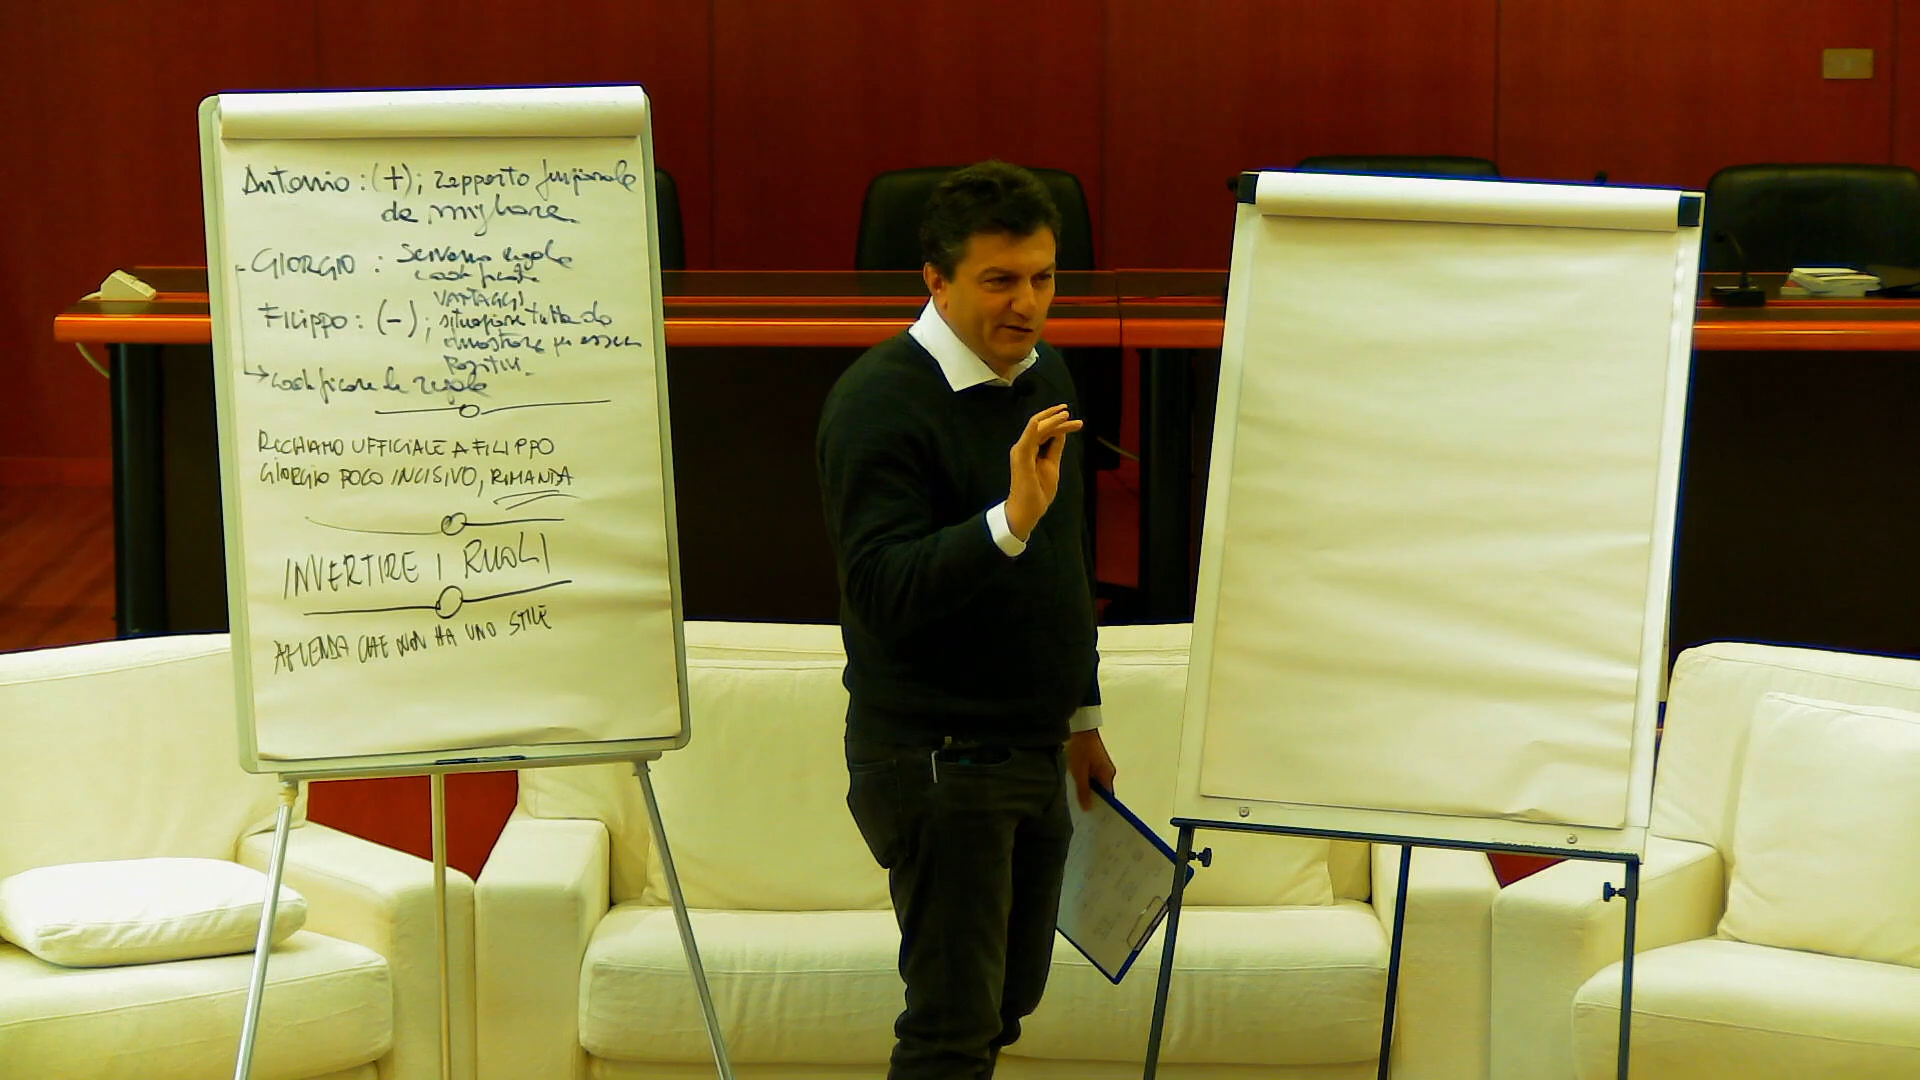 Antonio : (+) ; rapporto funzionale
da migliorare
- GIORGIO : Servono regole
codificate
VANTAGGI
Filippo : (-) ; situazione tutta da
dimostrare per essere
positivi.
→ codificare le regole
RICHIAMO UFFICIALE A FILIPPO
GIORGIO POCO INCISIVO, RIMANDA
INVERTIRE I RUOLI
AZIENDA CHE NON HA UNO STILE